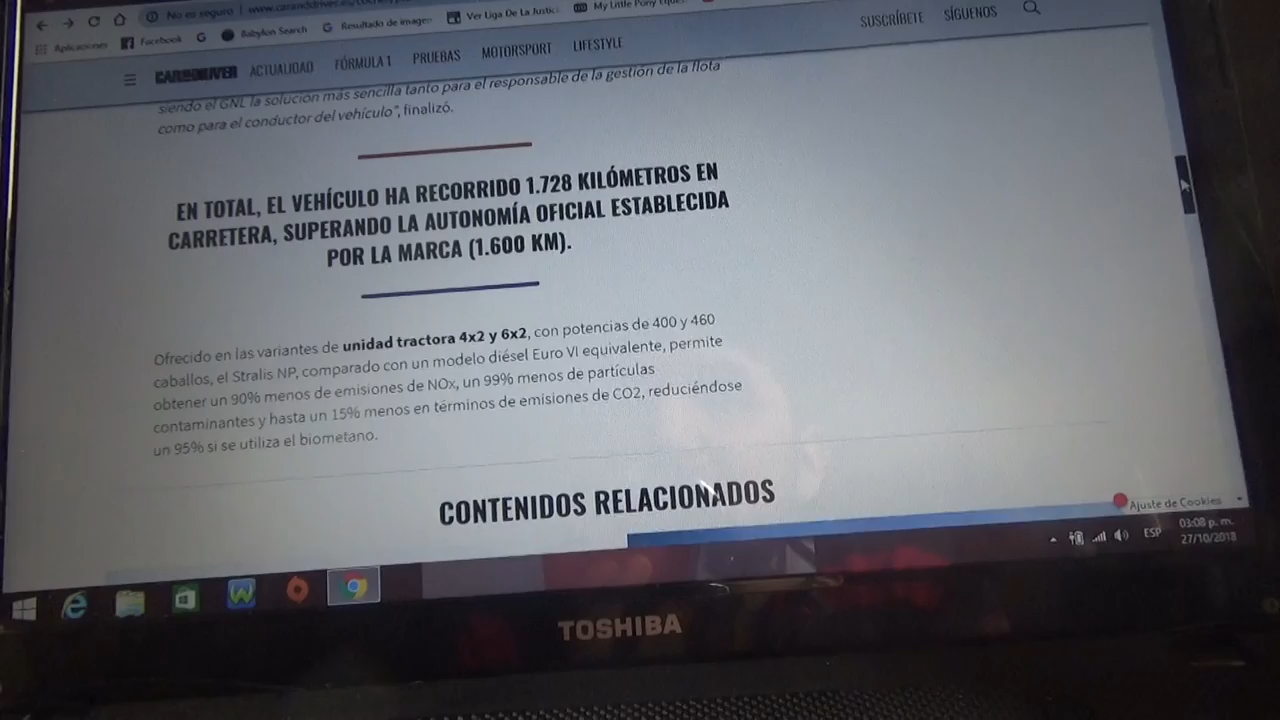 No es seguro | www.caranddriver.es/coches/
Aplicaciones Facebook G Babylon Search G Resultado de imagen Ver Liga De La Justici My Little Pony Eques
CARANDDRIVER ACTUALIDAD FÓRMULA 1 PRUEBAS MOTORSPORT LIFESTYLE SUSCRÍBETE SÍGUENOS
siendo el GNL la solución más sencilla tanto para el responsable de la gestión de la flota
como para el conductor del vehículo", finalizó.
EN TOTAL, EL VEHÍCULO HA RECORRIDO 1.728 KILÓMETROS EN
CARRETERA, SUPERANDO LA AUTONOMÍA OFICIAL ESTABLECIDA
POR LA MARCA (1.600 KM).
Ofrecido en las variantes de unidad tractora 4x2 y 6x2, con potencias de 400 y 460
caballos, el Stralis NP, comparado con un modelo diésel Euro VI equivalente, permite
obtener un 90% menos de emisiones de NOx, un 99% menos de partículas
contaminantes y hasta un 15% menos en términos de emisiones de CO2, reduciéndose
un 95% si se utiliza el biometano.
CONTENIDOS RELACIONADOS
Ajuste de Cookies
ESP 03:08 p. m.
27/10/2018
TOSHIBA